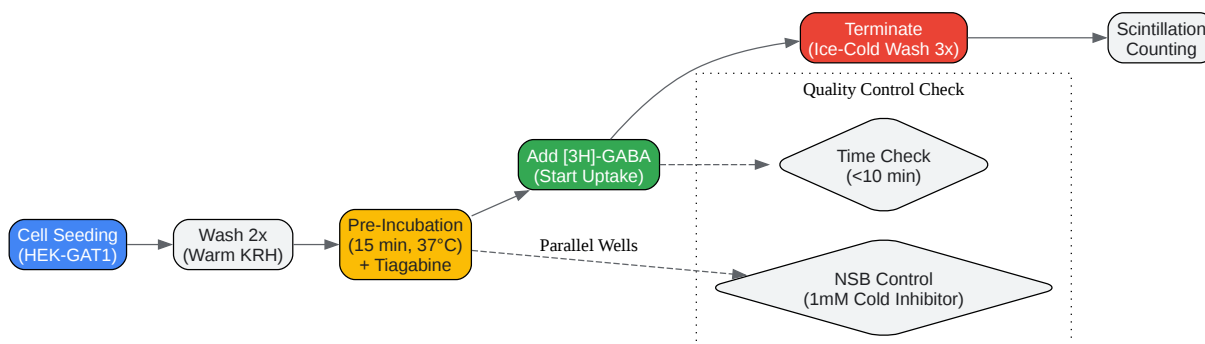 Cell Seeding
(HEK-GAT1)
Wash 2x
(Warm KRH)
Pre-Incubation
(15 min, 37°C)
+ Tiagabine
Add [3H]-GABA
(Start Uptake)
Parallel Wells
Terminate
(Ice-Cold Wash 3x)
Scintillation
Counting
Quality Control Check
Time Check
(<10 min)
NSB Control
(1mM Cold Inhibitor)